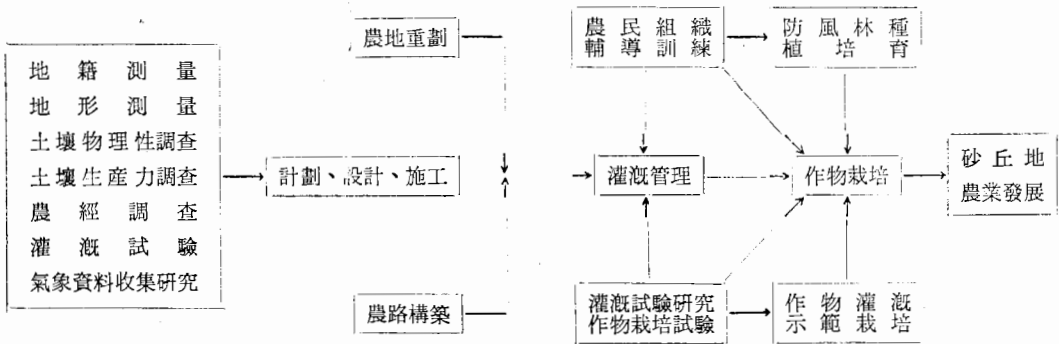 地籍測量
地形測量
土壤物理性調查
土壤生産力調查
農經調查
灌漑試驗
氣象資料收集研究
農地重劃
計劃、設計、施工
農路構築
農民組織
輔導訓練
防風林種
植培育
灌漑管理
作物栽培
砂丘地
農業發展
灌漑試驗研究
作物栽培試驗
作物灌漑
示範栽培